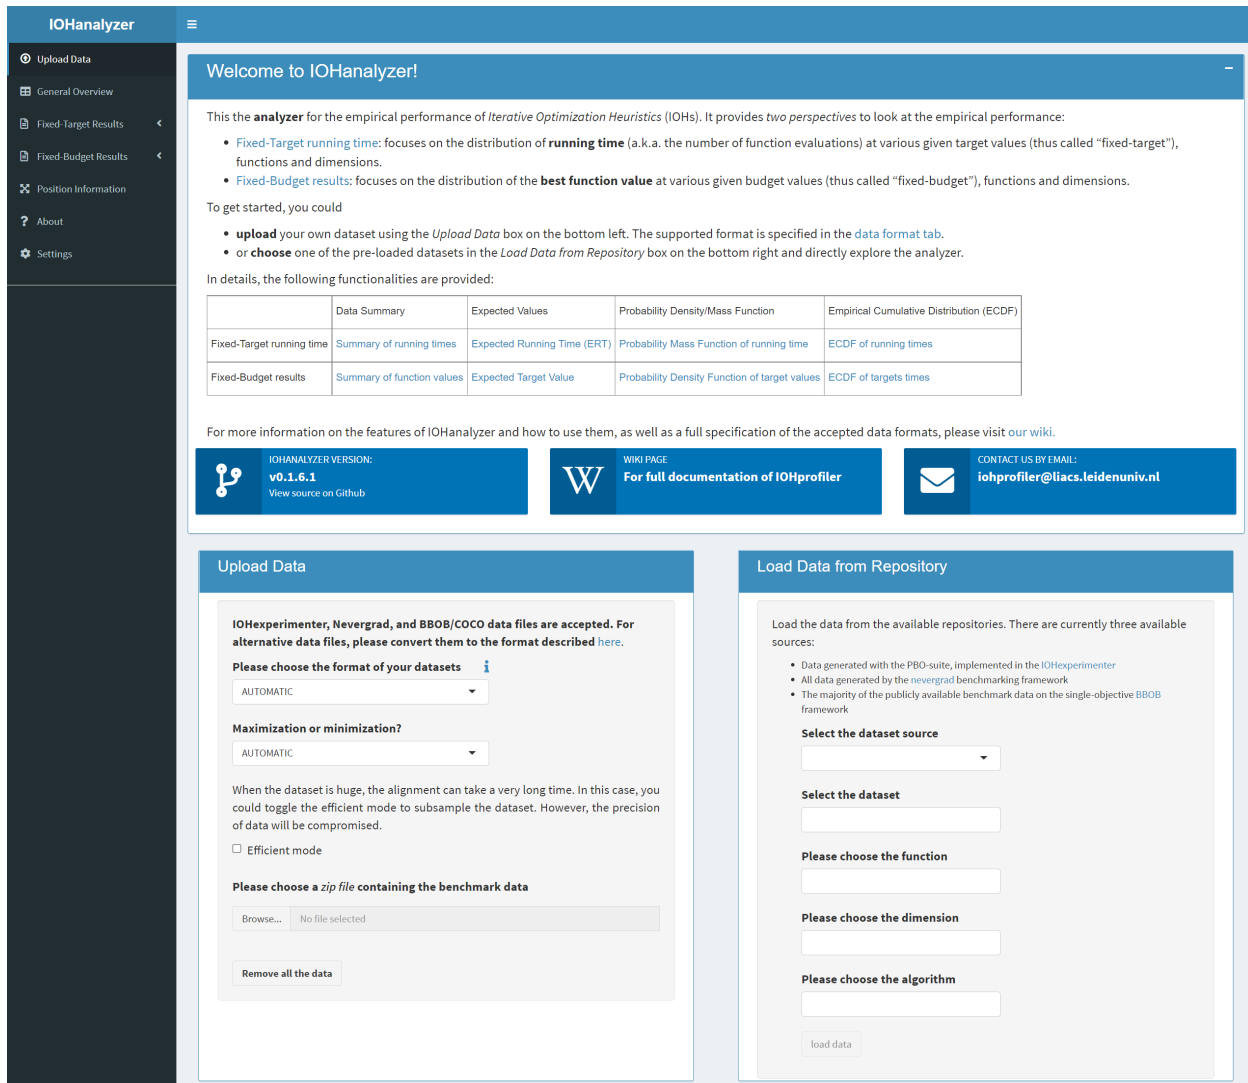 IOHanalyzer
Upload Data
General Overview
Fixed-Target Results
Fixed-Budget Results
Position Information
About
Settings
Welcome to IOHanalyzer!
This the analyzer for the empirical performance of Iterative Optimization Heuristics (IOHs). It provides two perspectives to look at the empirical performance:
• Fixed-Target running time: focuses on the distribution of running time (a.k.a. the number of function evaluations) at various given target values (thus called “fixed-target”),
functions and dimensions.
• Fixed-Budget results: focuses on the distribution of the best function value at various given budget values (thus called “fixed-budget”), functions and dimensions.
To get started, you could
• upload your own dataset using the Upload Data box on the bottom left. The supported format is specified in the data format tab.
• or choose one of the pre-loaded datasets in the Load Data from Repository box on the bottom right and directly explore the analyzer.
In details, the following functionalities are provided:
Data Summary Expected Values Probability Density/Mass Function Empirical Cumulative Distribution (ECDF)
Fixed-Target running time Summary of running times Expected Running Time (ERT) Probability Mass Function of running time ECDF of running times
Fixed-Budget results Summary of function values Expected Target Value Probability Density Function of target values ECDF of targets times
For more information on the features of IOHanalyzer and how to use them, as well as a full specification of the accepted data formats, please visit our wiki.
IOHANALYZER VERSION:
v0.1.6.1
View source on Github
W
WIKI PAGE
For full documentation of IOHprofiler
CONTACT US BY EMAIL:
iohprofiler@liacs.leidenuniv.nl
Upload Data
IOHexperimenter, Nevergrad, and BBOB/COCO data files are accepted. For
alternative data files, please convert them to the format described here.
Please choose the format of your datasets i
AUTOMATIC
Maximization or minimization?
AUTOMATIC
When the dataset is huge, the alignment can take a very long time. In this case, you
could toggle the efficient mode to subsample the dataset. However, the precision
of data will be compromised.
Efficient mode
Please choose a zip file containing the benchmark data
Browse... No file selected
Remove all the data
Load Data from Repository
Load the data from the available repositories. There are currently three available
sources:
• Data generated with the PBO-suite, implemented in the IOHexperimenter
• All data generated by the nevergrad benchmarking framework
• The majority of the publicly available benchmark data on the single-objective BBOB
framework
Select the dataset source
Select the dataset
Please choose the function
Please choose the dimension
Please choose the algorithm
load data